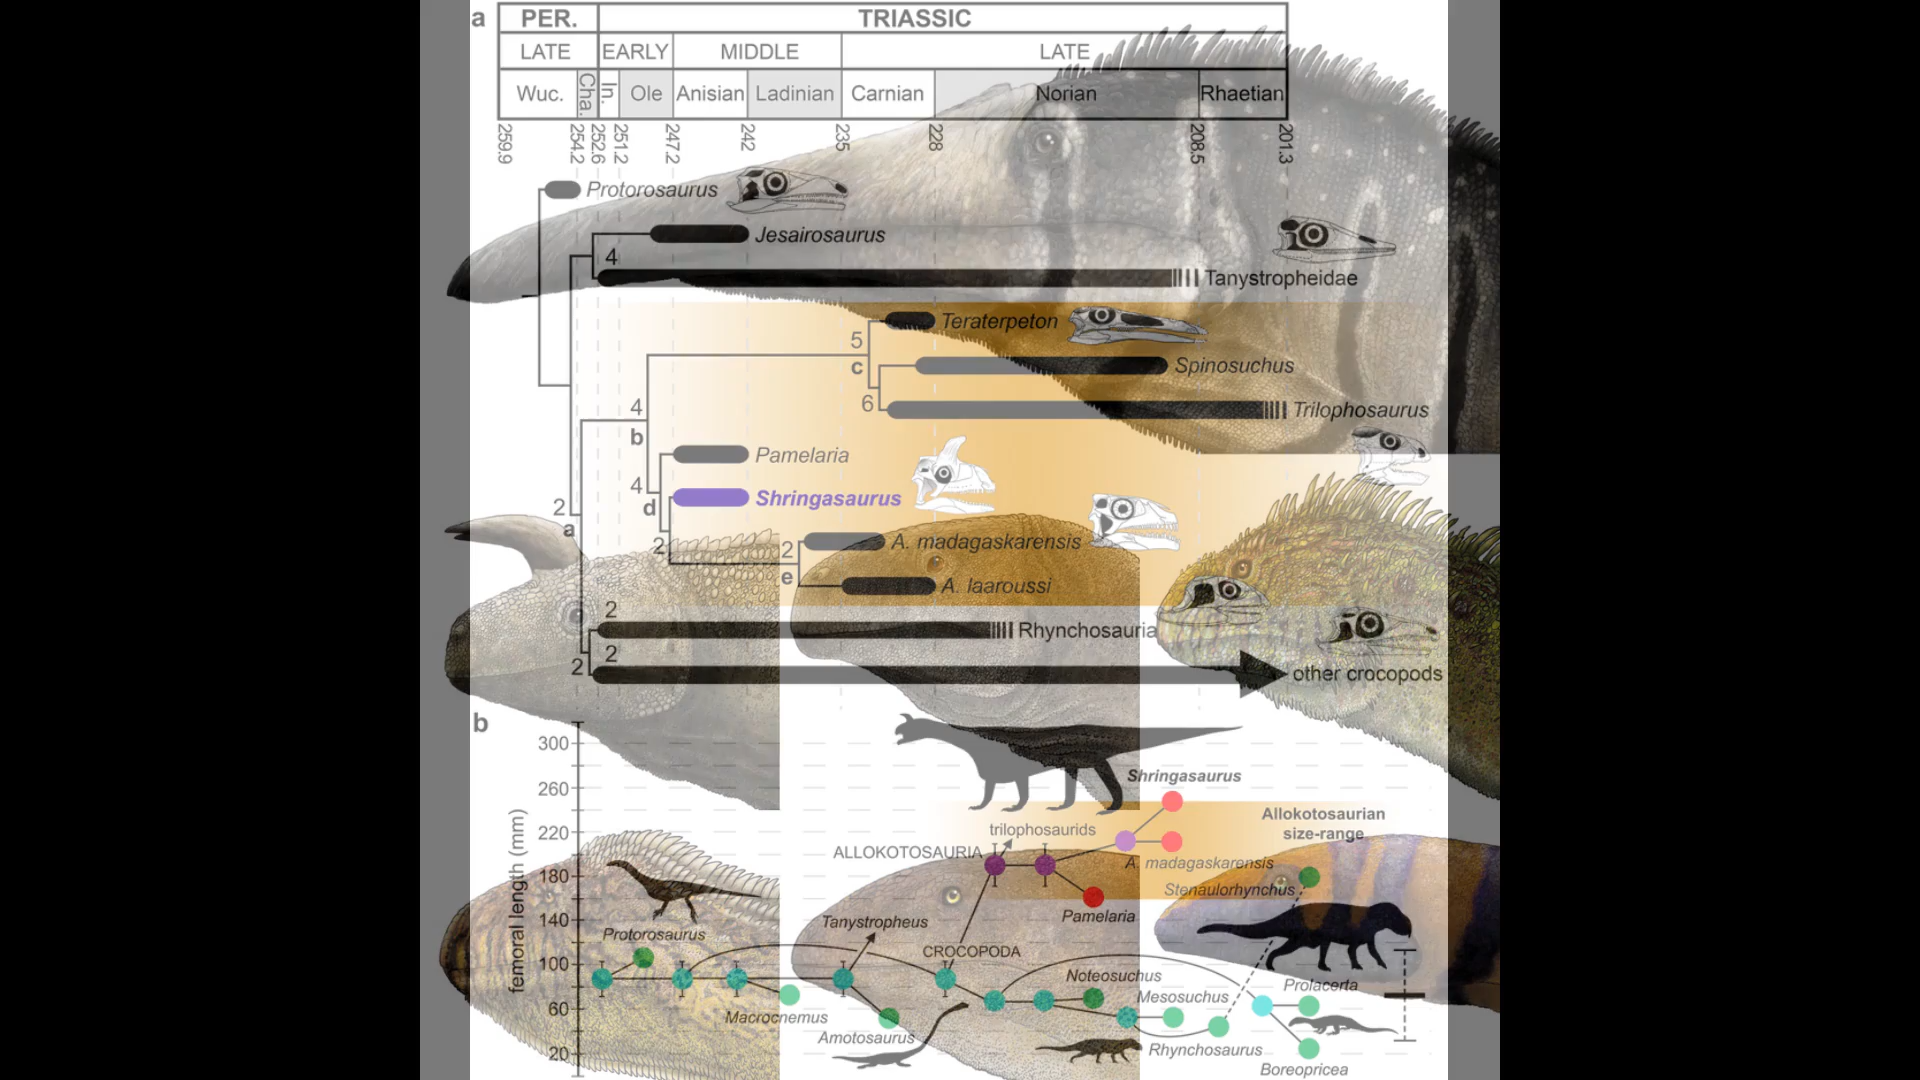 a
PER. TRIASSIC
LATE EARLY MIDDLE LATE
Wuc. Cha. In. Ole Anisian Ladinian Carnian Norian Rhaetian
259.9 254.2 252.6 251.2 247.2 242 235 228 208.5 201.3
Protorosaurus
Jesairosaurus
4
Tanystropheidae
Teraterpeton
5
c
Spinosuchus
6
Trilophosaurus
4
b
Pamelaria
4
d
Shringasaurus
2
a
2
2
A. madagaskarensis
e
A. laaroussi
2
Rhynchosauria
2
2
other crocopods
b
300
260
220
180
140
100
60
20
femoral length (mm)
Shringasaurus
Allokotosaurian
size-range
trilophosaurids
ALLOKOTOSAURIA
A. madagaskarensis
Stenaulorhynchus
Pamelaria
Tanystropheus
Protorosaurus
CROCOPODA
Noteosuchus
Prolacerta
Mesosuchus
Macrocnemus
Amotosaurus
Rhynchosaurus
Boreopricea